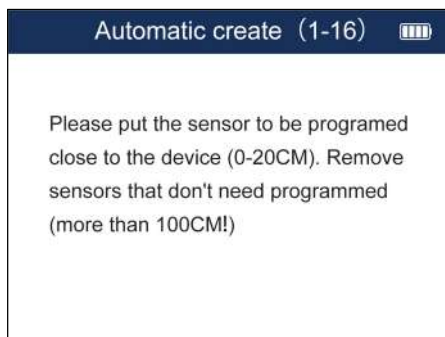 Automatic create（1-16）
Please put the sensor to be programed
close to the device (0-20CM). Remove
sensors that don't need programmed
(more than 100CM!)